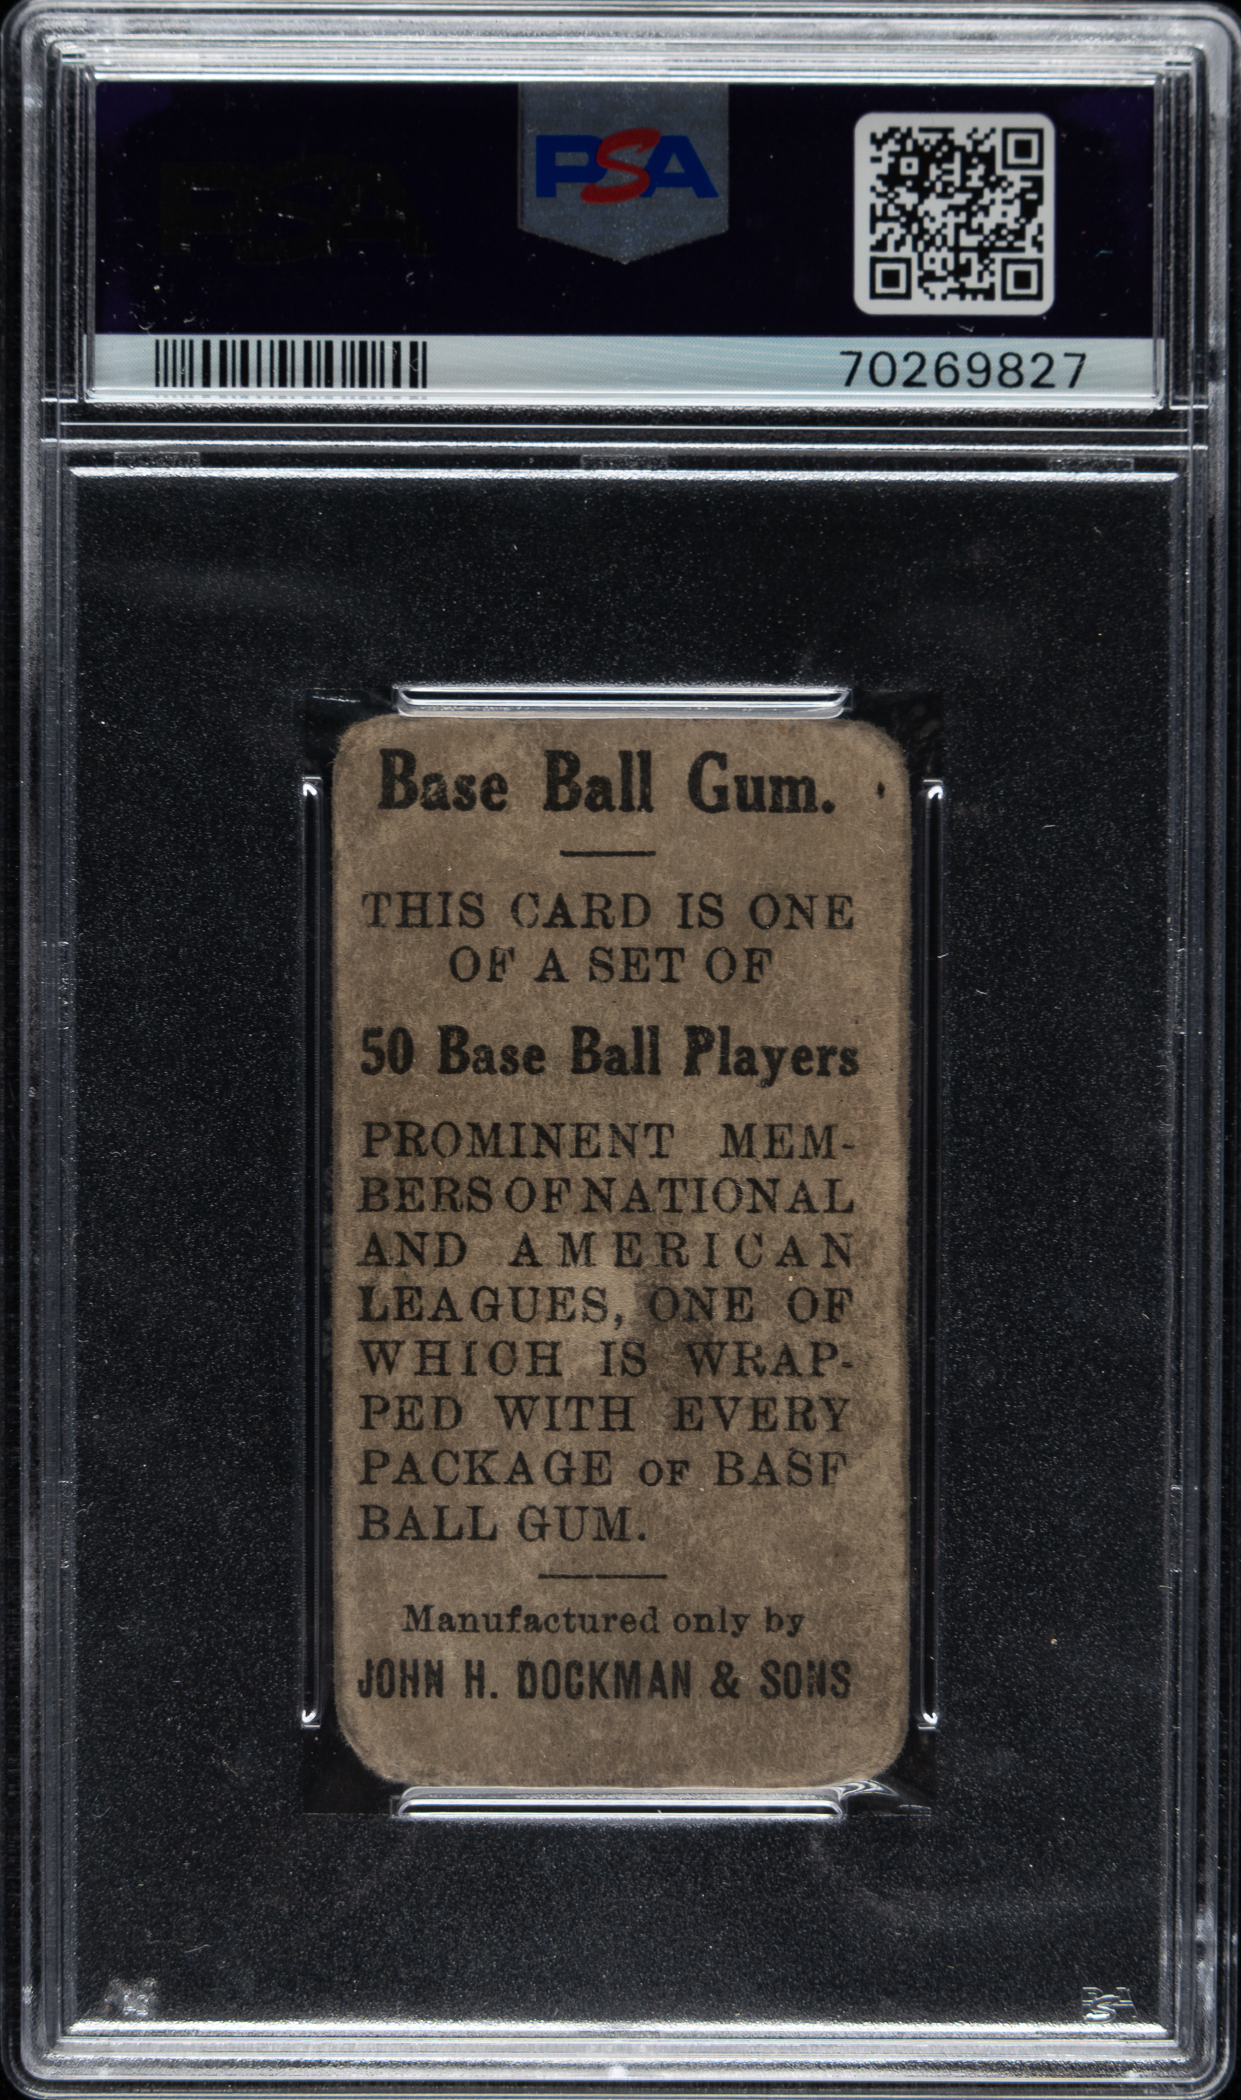 PSA
70269827
Base Ball Gum.
THIS CARD IS ONE
OF A SET OF
50 Base Ball Players
PROMINENT MEM-
BERS OF NATIONAL
AND AMERICAN
LEAGUES, ONE OF
WHICH IS WRAP-
PED WITH EVERY
PACKAGE OF BASE
BALL GUM.
Manufactured only by
JOHN H. DOCKMAN & SONS
PSA